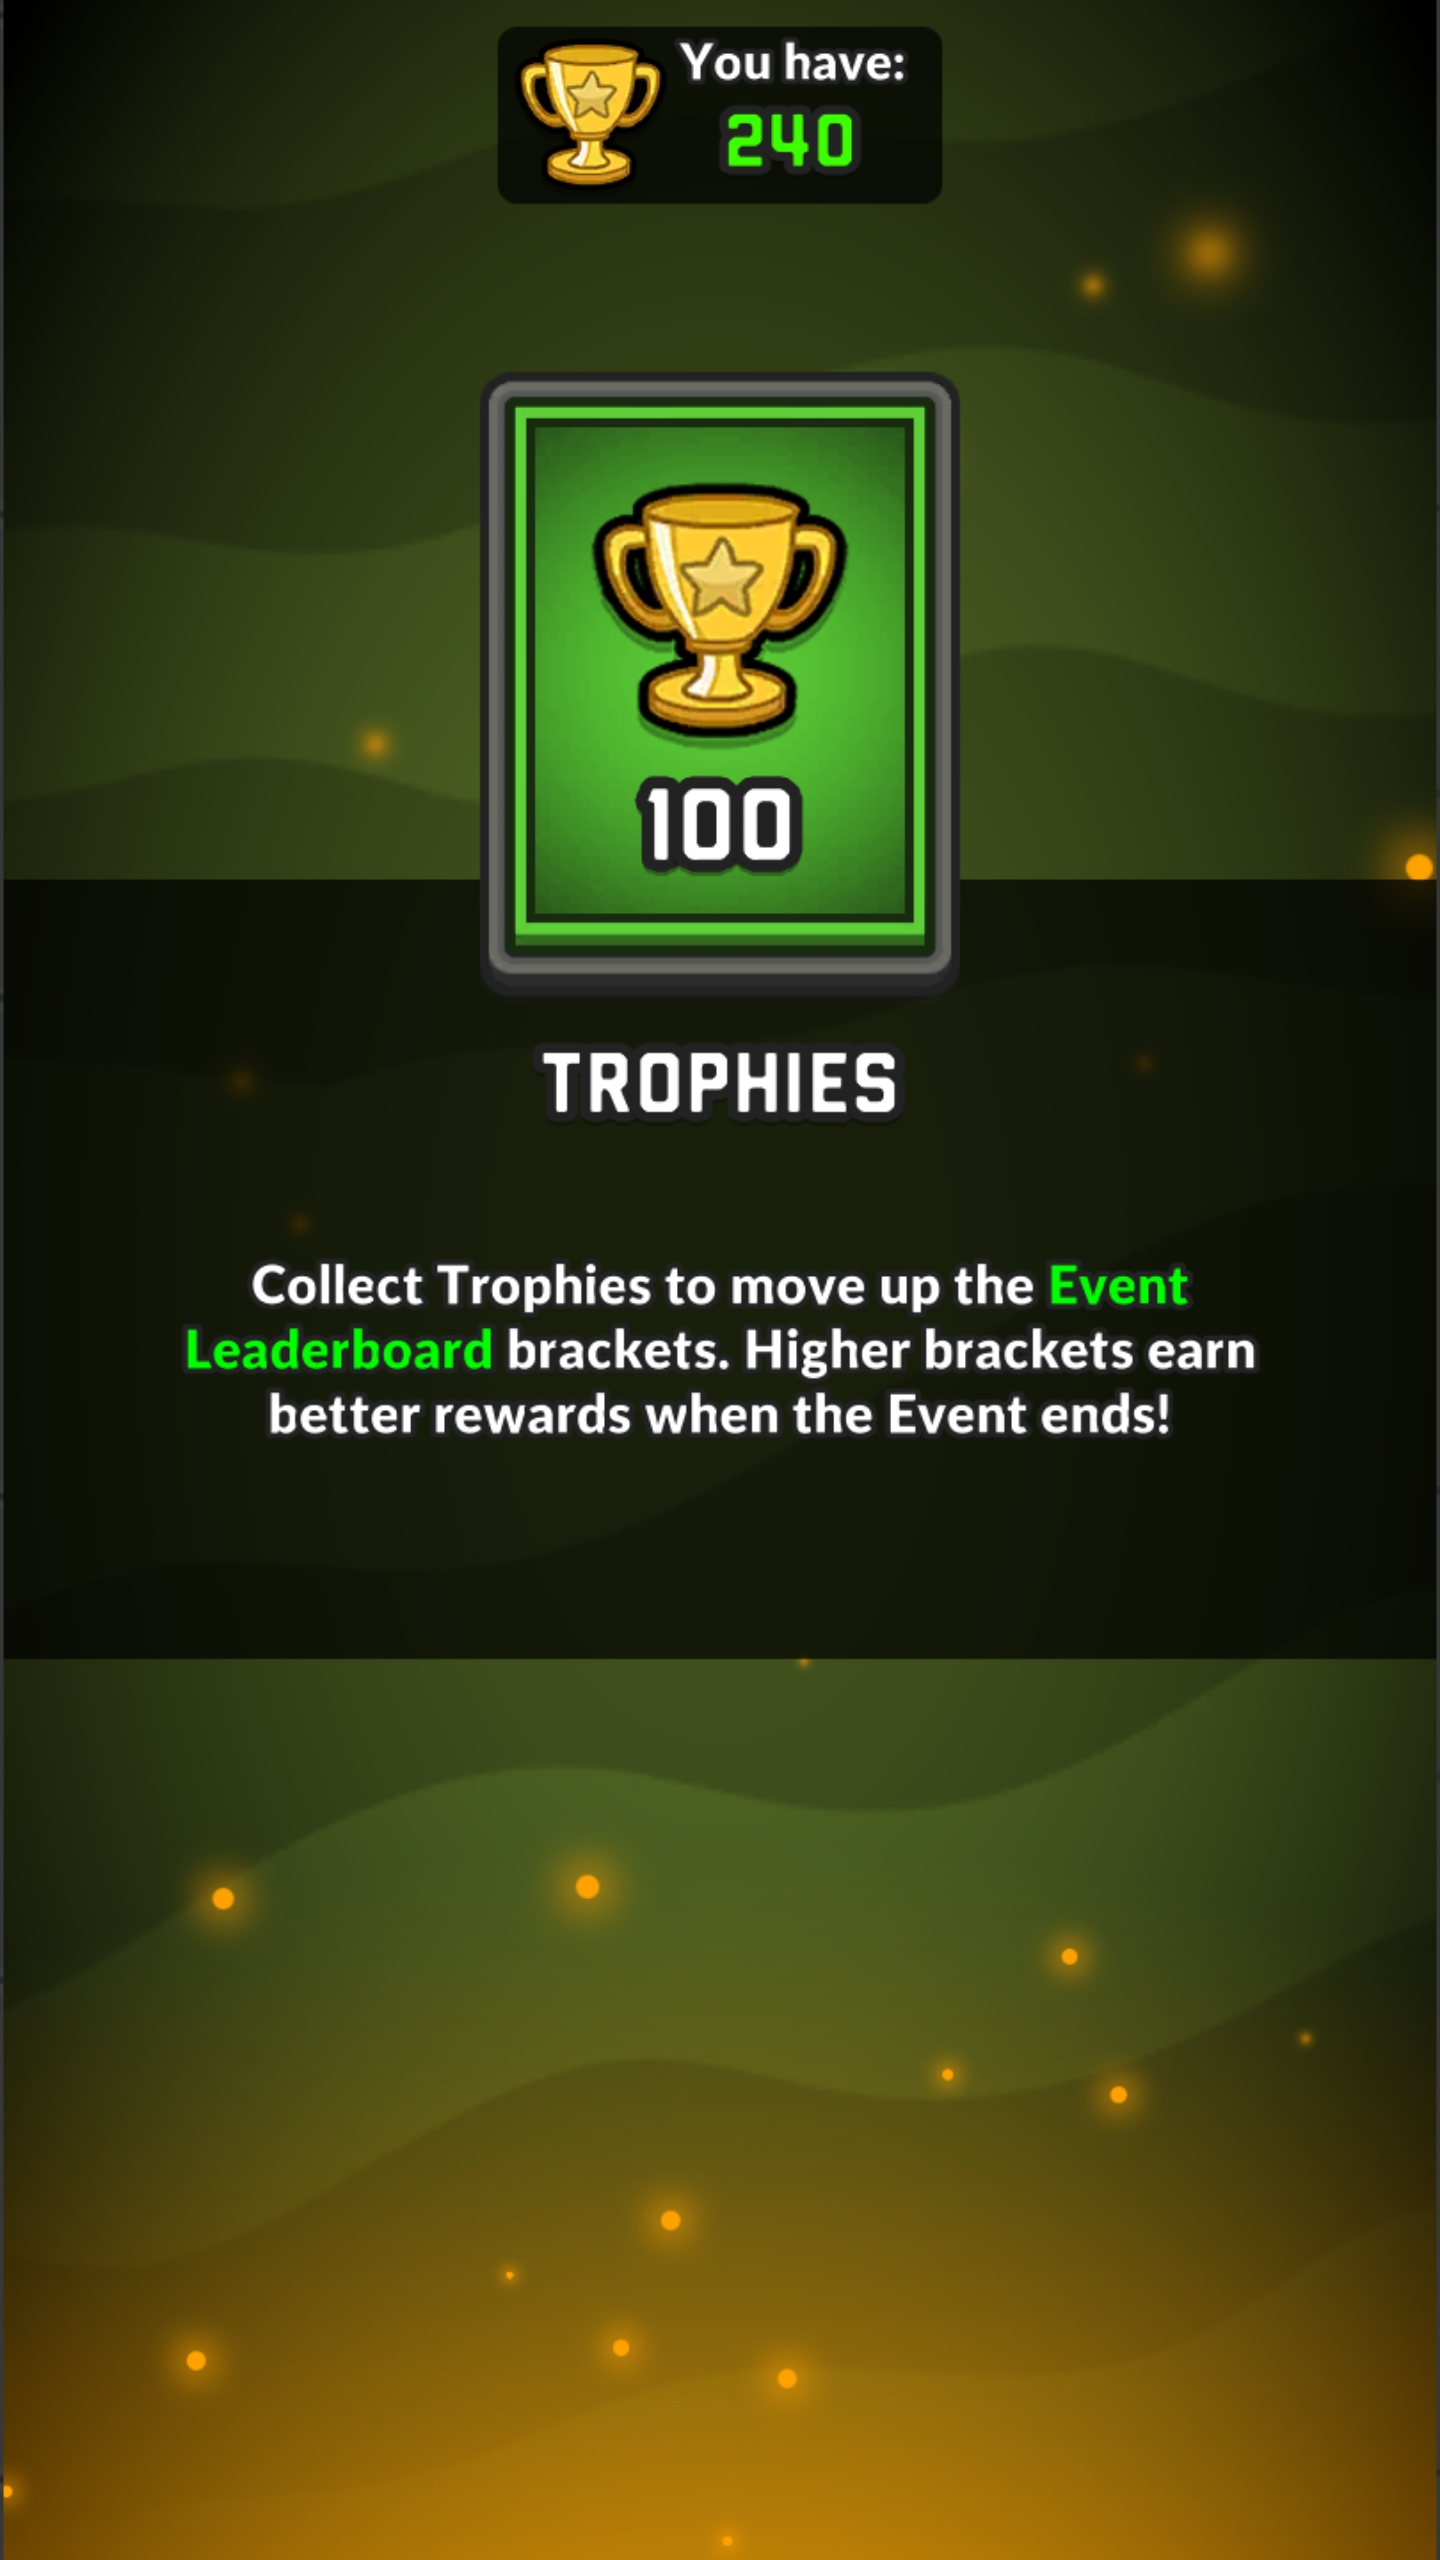 You have:
240
100
TROPHIES
Collect Trophies to move up the Event
Leaderboard brackets. Higher brackets earn
better rewards when the Event ends!